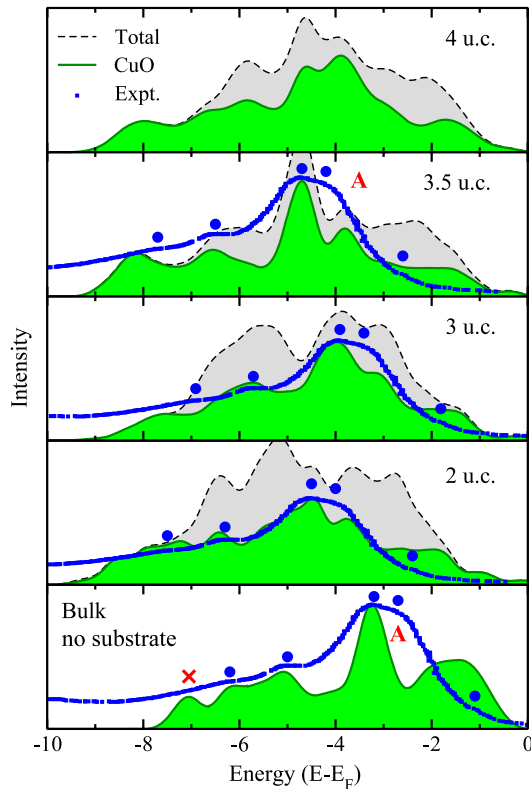 Total
CuO
Expt.
4 u.c.
A
3.5 u.c.
3 u.c.
2 u.c.
Bulk
no substrate
A
×
Intensity
-10
-8
-6
-4
-2
0
Energy (E-E_F)